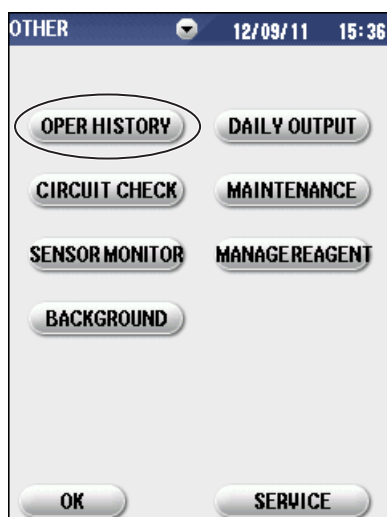 OTHER 12/09/11 15:36
OPER HISTORY DAILY OUTPUT
CIRCUIT CHECK MAINTENANCE
SENSOR MONITOR MANAGE REAGENT
BACKGROUND
OK SERVICE